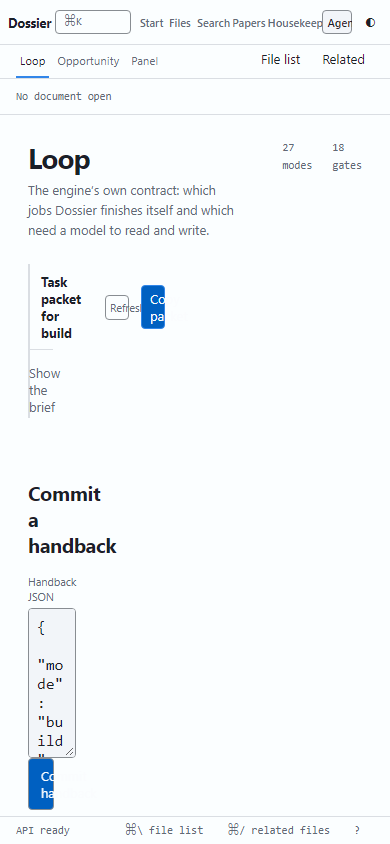 Dossier ⌘K Start Files Search Papers Housekeep Ager
Loop Opportunity Panel File list Related
No document open
Loop
27 modes
18 gates
The engine's own contract: which
jobs Dossier finishes itself and which
need a model to read and write.
Task
packet
for
build
Refresh
Co
pa
Show
the
brief
Commit
a
handback
Handback
JSON
{
"mo
de"
:
"bu
ild
Co
ha
API ready ⌘\ file list ⌘/ related files ?